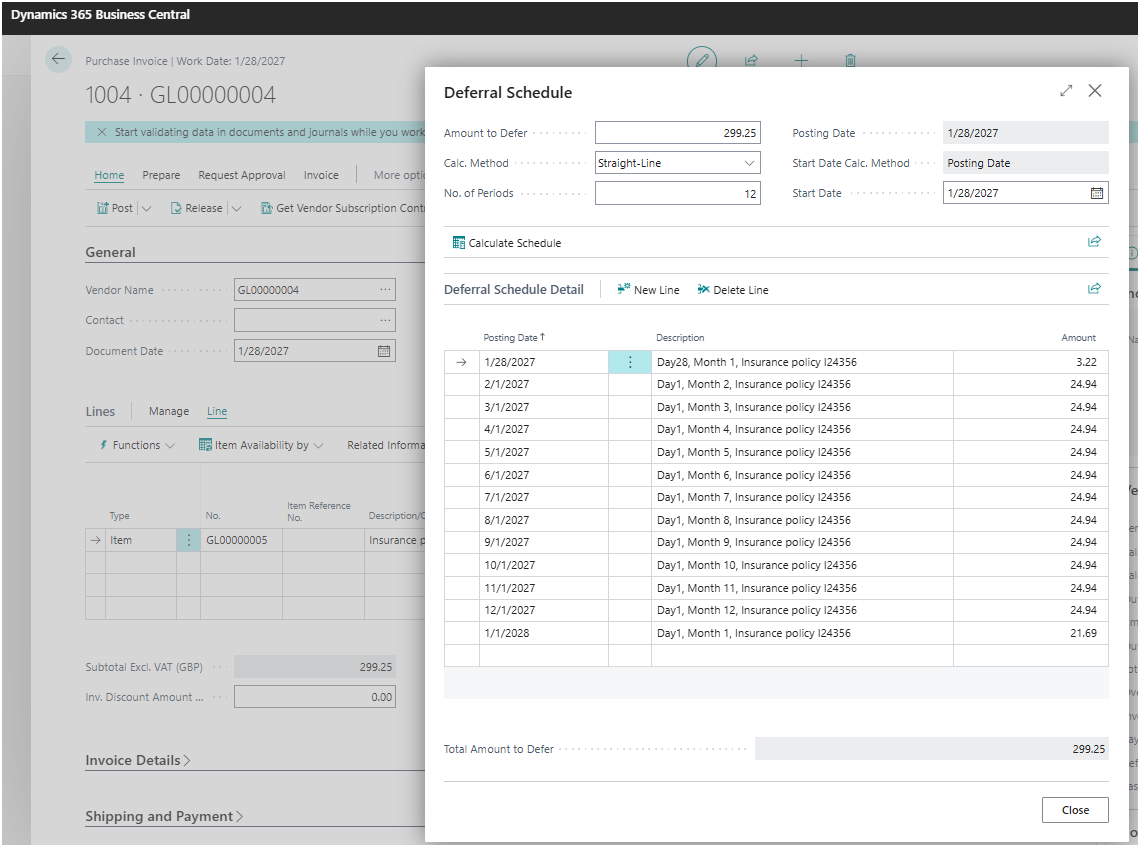 Dynamics 365 Business Central
Purchase Invoice | Work Date: 1/28/2027
1004 · GL00000004
Start validating data in documents and journals while you work
Home Prepare Request Approval Invoice More
Post Release Get Vendor Subscription
General
Vendor Name GL00000004
Contact
Document Date 1/28/2027
Lines Manage Line
Functions Item Availability by Related
Type No. Item Reference No.
Item GL00000005 Insurance
Subtotal Excl. VAT (GBP) 299.25
Inv. Discount Amount ... 0.00
Invoice Details
Shipping and Payment
Deferral Schedule
Amount to Defer 299.25 Posting Date 1/28/2027
Calc. Method Straight-Line Start Date Calc. Method Posting Date
No. of Periods 12 Start Date 1/28/2027
Calculate Schedule
Deferral Schedule Detail New Line Delete Line
Posting Date ↑ Description Amount
1/28/2027 Day28, Month 1, Insurance policy I24356 3.22
2/1/2027 Day1, Month 2, Insurance policy I24356 24.94
3/1/2027 Day1, Month 3, Insurance policy I24356 24.94
4/1/2027 Day1, Month 4, Insurance policy I24356 24.94
5/1/2027 Day1, Month 5, Insurance policy I24356 24.94
6/1/2027 Day1, Month 6, Insurance policy I24356 24.94
7/1/2027 Day1, Month 7, Insurance policy I24356 24.94
8/1/2027 Day1, Month 8, Insurance policy I24356 24.94
9/1/2027 Day1, Month 9, Insurance policy I24356 24.94
10/1/2027 Day1, Month 10, Insurance policy I24356 24.94
11/1/2027 Day1, Month 11, Insurance policy I24356 24.94
12/1/2027 Day1, Month 12, Insurance policy I24356 24.94
1/1/2028 Day1, Month 1, Insurance policy I24356 21.69
Total Amount to Defer 299.25
Close